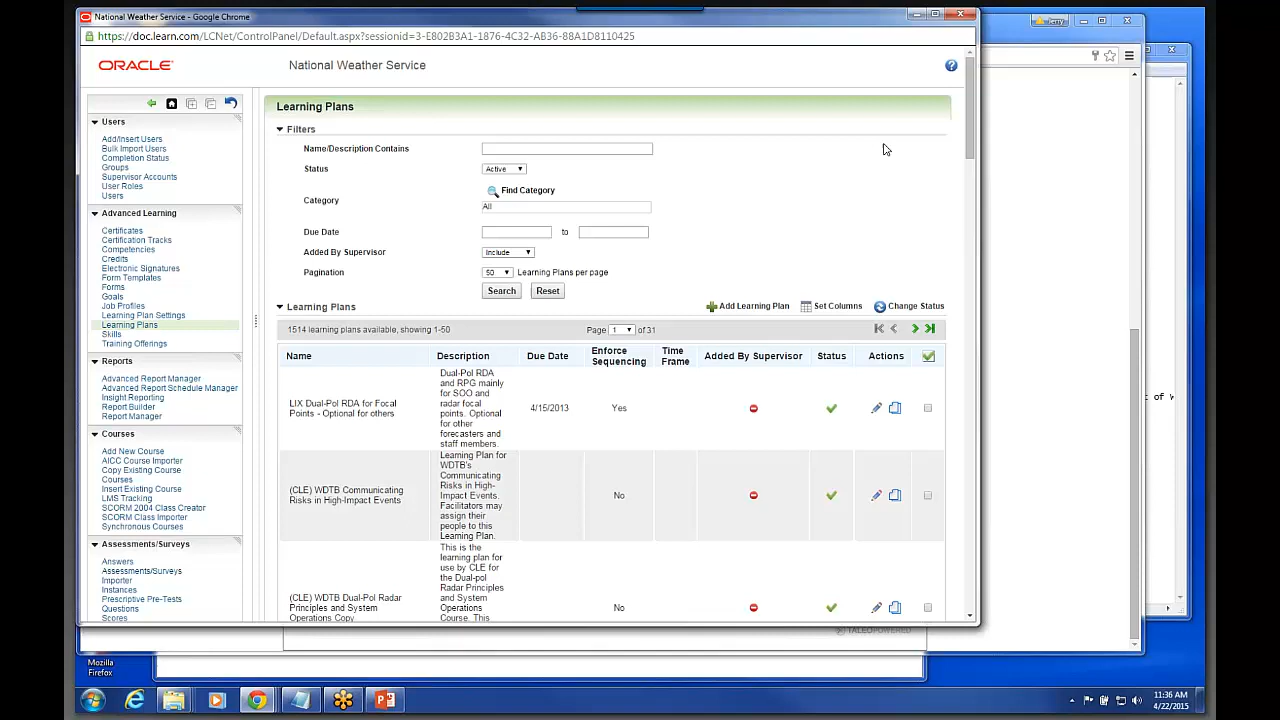 National Weather Service - Google Chrome
Jerry
https://doc.learn.com/LCNet/ControlPanel/Default.aspx?sessionid=3-E802B3A1-1876-4C32-AB36-88A1D8110425
ORACLE
National Weather Service
Users
Add/Insert Users
Bulk Import Users
Completion Status
Groups
Supervisor Accounts
User Roles
Users
Advanced Learning
Certificates
Certification Tracks
Competencies
Credits
Electronic Signatures
Form Templates
Forms
Goals
Job Profiles
Learning Plan Settings
Learning Plans
Skills
Training Offerings
Reports
Advanced Report Manager
Advanced Report Schedule Manager
Insight Reporting
Report Builder
Report Manager
Courses
Add New Course
AICC Course Importer
Copy Existing Course
Courses
Insert Existing Course
LMS Tracking
SCORM 2004 Class Creator
SCORM Class Importer
Synchronous Courses
Assessments/Surveys
Answers
Assessments/Surveys
Importer
Instances
Prescriptive Pre-Tests
Questions
Scores
Learning Plans
Filters
Name/Description Contains
Status Active
Find Category
Category All
Due Date to
Added By Supervisor Include
Pagination 50 Learning Plans per page
Search Reset
Learning Plans Add Learning Plan Set Columns Change Status
1514 learning plans available, showing 1-50 Page 1 of 31
Name Description Due Date Enforce Sequencing Time Frame Added By Supervisor Status Actions
LIX Dual-Pol RDA for Focal
Points - Optional for others
Dual-Pol RDA
and RPG mainly
for SOO and
radar focal
points. Optional
for other
forecasters and
staff members.
4/15/2013 Yes
(CLE) WDTB Communicating
Risks in High-Impact Events
Learning Plan for
WDTB's
Communicating
Risks in High-
Impact Events.
Facilitators may
assign their
people to this
Learning Plan.
No
(CLE) WDTB Dual-Pol Radar
Principles and System
Operations Copy
This is the
learning plan for
use by CLE for
the Dual-pol
Radar Principles
and System
Operations
Course. This
No
t of W
TALEOPOWERED
Mozilla
Firefox
11:36 AM
4/22/2015